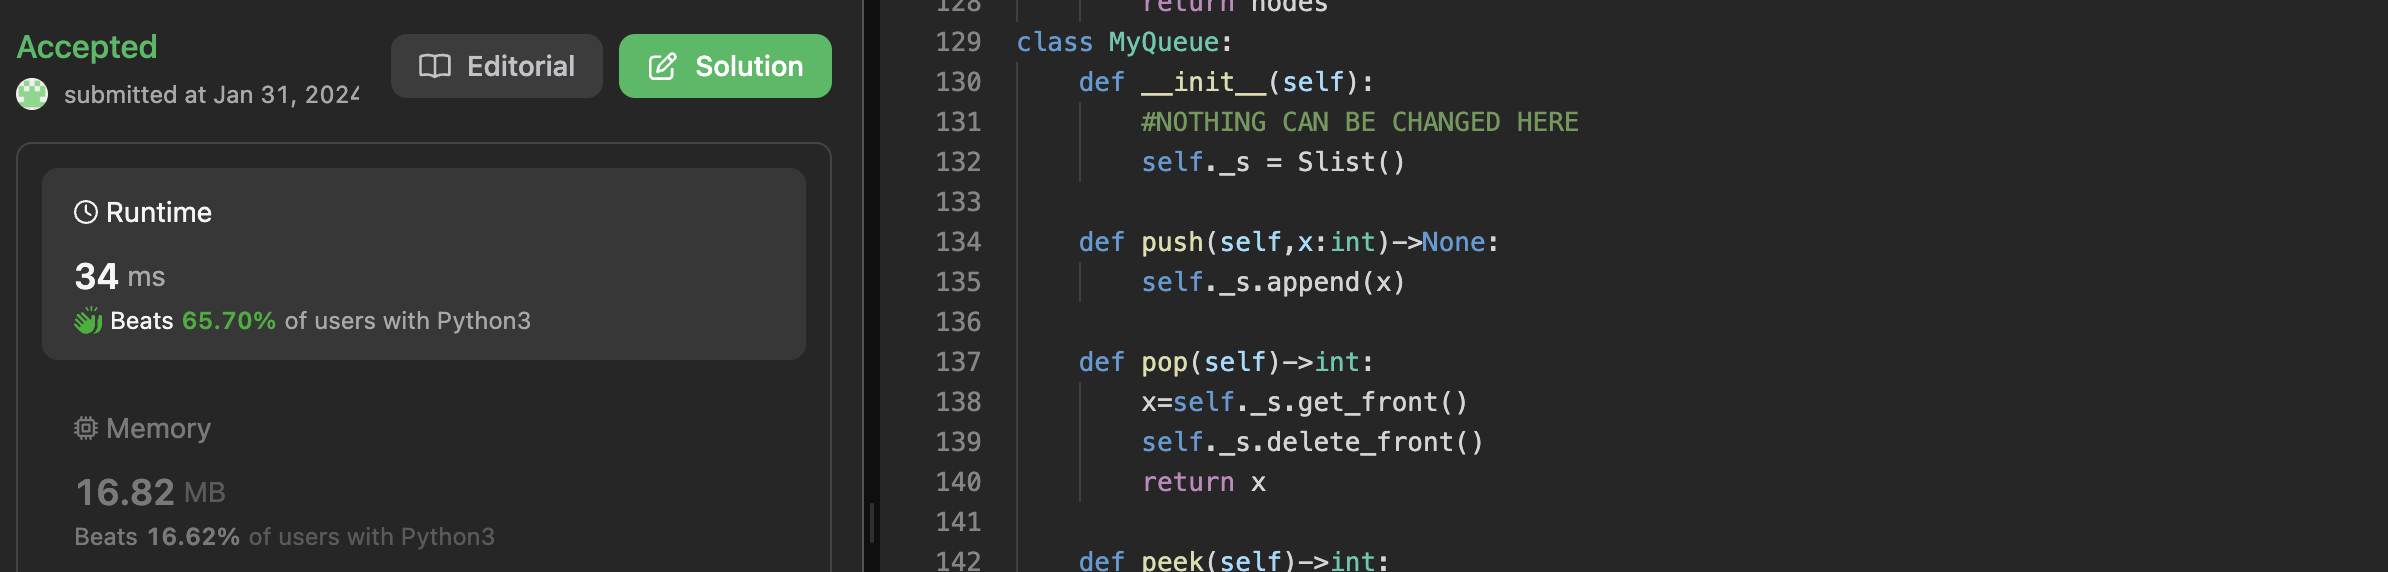 Accepted
submitted at Jan 31, 2024
Editorial
Solution
Runtime
34 ms
Beats 65.70% of users with Python3
Memory
16.82 MB
Beats 16.62% of users with Python3
128 return nodes
129 class MyQueue:
130 def __init__(self):
131 #NOTHING CAN BE CHANGED HERE
132 self._s = Slist()
133
134 def push(self,x:int)->None:
135 self._s.append(x)
136
137 def pop(self)->int:
138 x=self._s.get_front()
139 self._s.delete_front()
140 return x
141
142 def peek(self)->int: